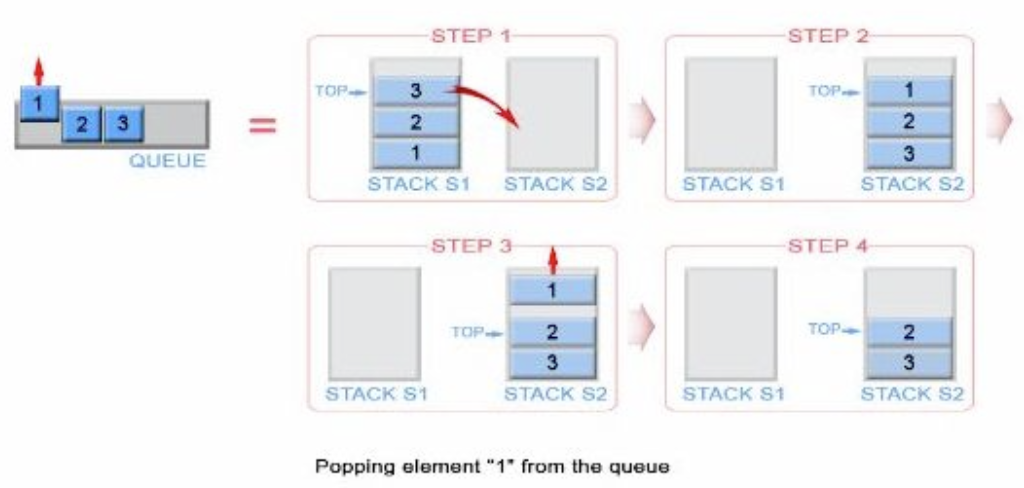 1
2 3
QUEUE
=
STEP 1
TOP
3
2
1
STACK S1 STACK S2
STEP 2
TOP
1
2
3
STACK S1 STACK S2
STEP 3
1
TOP
2
3
STACK S1 STACK S2
STEP 4
TOP
2
3
STACK S1 STACK S2
Popping element "1" from the queue